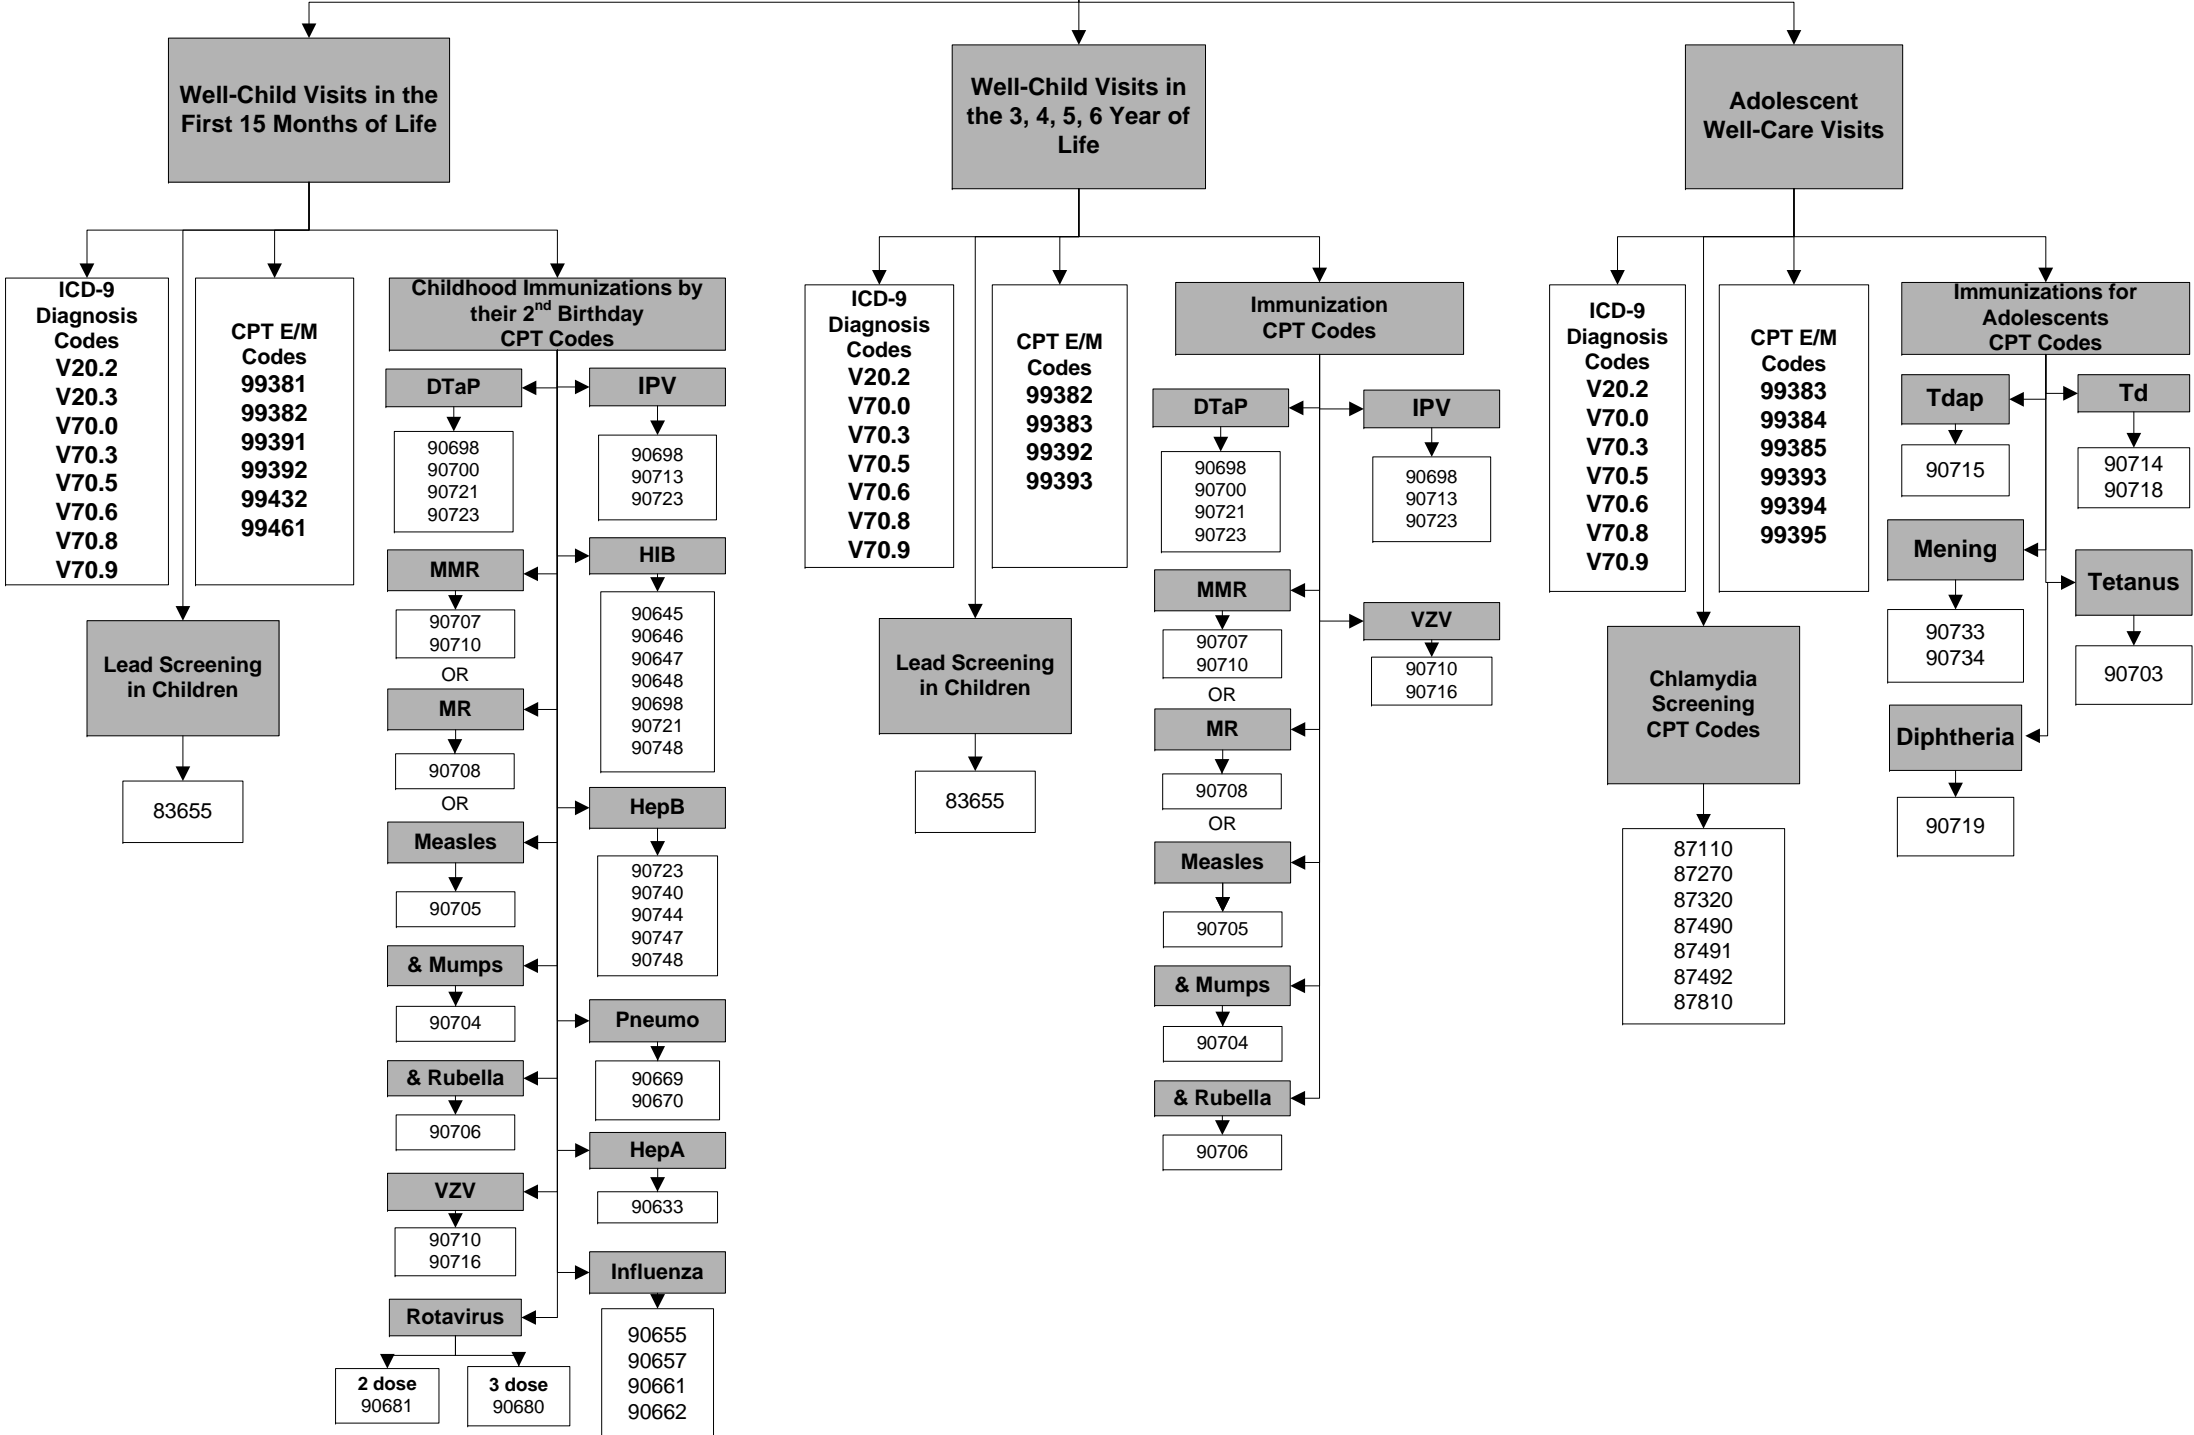 Well-Child Visits in the
First 15 Months of Life
ICD-9
Diagnosis
Codes
V20.2
V20.3
V70.0
V70.3
V70.5
V70.6
V70.8
V70.9
Lead Screening
in Children
83655
CPT E/M
Codes
99381
99382
99391
99392
99432
99461
Childhood Immunizations by
their 2nd Birthday
CPT Codes
DTaP
90698
90700
90721
90723
MMR
90707
90710
OR
MR
90708
OR
Measles
90705
& Mumps
90704
& Rubella
90706
VZV
90710
90716
Rotavirus
2 dose
90681
3 dose
90680
IPV
90698
90713
90723
HIB
90645
90646
90647
90648
90698
90721
90748
HepB
90723
90740
90744
90747
90748
Pneumo
90669
90670
HepA
90633
Influenza
90655
90657
90661
90662
Well-Child Visits in
the 3, 4, 5, 6 Year of
Life
ICD-9
Diagnosis
Codes
V20.2
V70.0
V70.3
V70.5
V70.6
V70.8
V70.9
Lead Screening
in Children
83655
CPT E/M
Codes
99382
99383
99392
99393
Immunization
CPT Codes
DTaP
90698
90700
90721
90723
MMR
90707
90710
OR
MR
90708
OR
Measles
90705
& Mumps
90704
& Rubella
90706
IPV
90698
90713
90723
VZV
90710
90716
Adolescent
Well-Care Visits
ICD-9
Diagnosis
Codes
V20.2
V70.0
V70.3
V70.5
V70.6
V70.8
V70.9
Chlamydia
Screening
CPT Codes
87110
87270
87320
87490
87491
87492
87810
CPT E/M
Codes
99383
99384
99385
99393
99394
99395
Immunizations for
Adolescents
CPT Codes
Tdap
90715
Mening
90733
90734
Diphtheria
90719
Td
90714
90718
Tetanus
90703